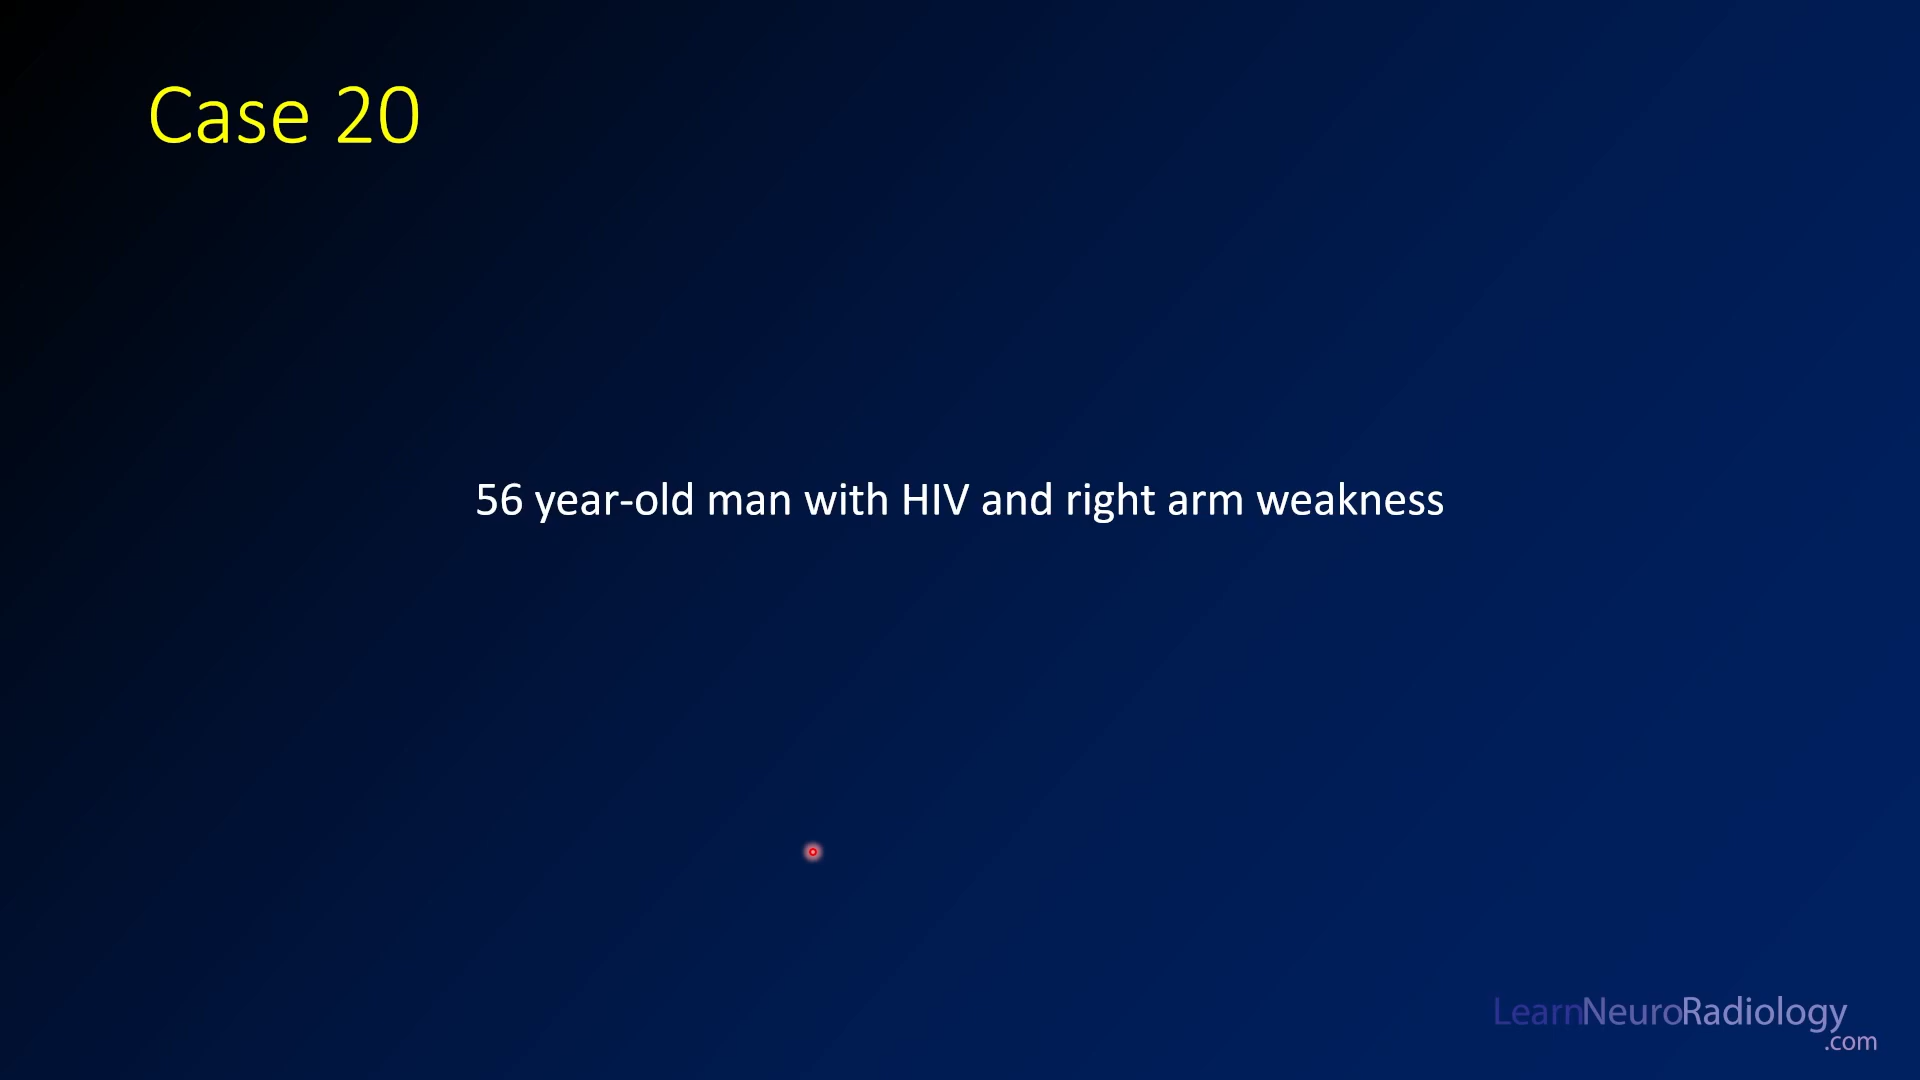 Case 20
56 year-old man with HIV and right arm weakness
LearnNeuroRadiology
.com